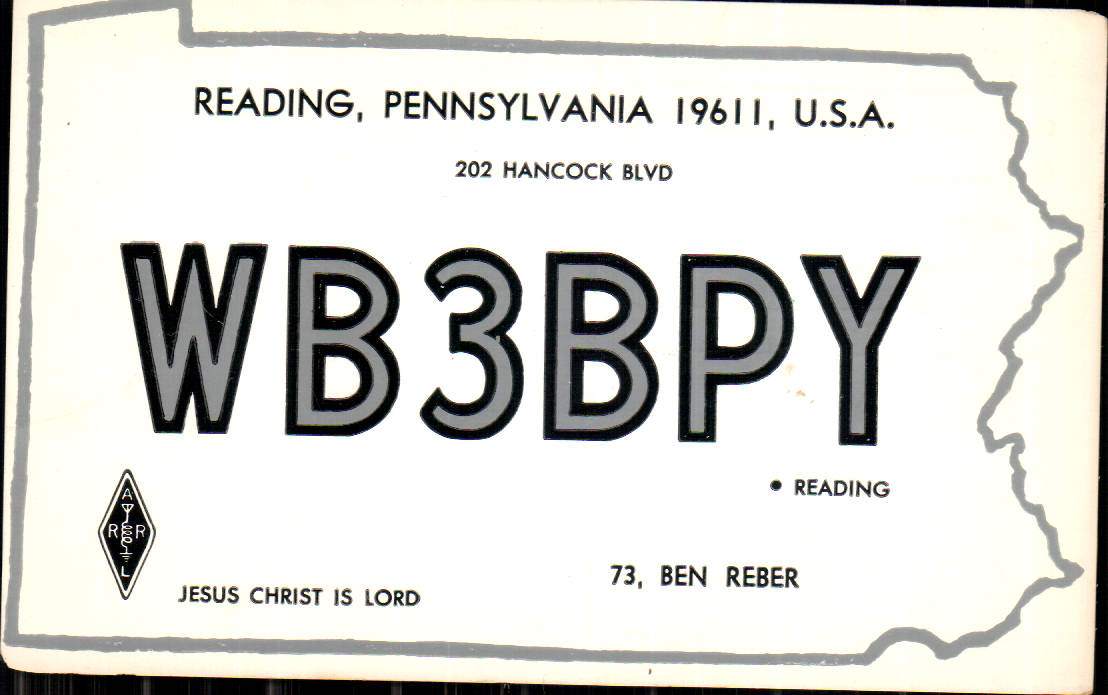 READING, PENNSYLVANIA 19611, U.S.A.
202 HANCOCK BLVD
WB3BPY
• READING
A
R R
L
73, BEN REBER
JESUS CHRIST IS LORD